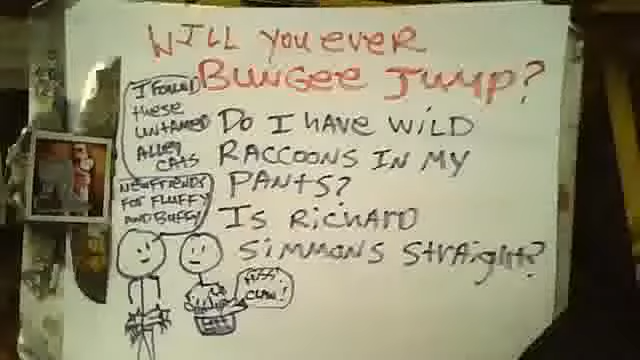 WILL you ever
BUNGEE JUMP?
Do I have WILD
RACCOONS IN MY
PANTS?
Is RICHARD
SIMMONS STRAIGHT?
I FOUND
these
UNTAMED
ALLEY
CATS
NEW FRIENDS
FOR FLUFFY
AND BUFFY
HISS
CLAW!